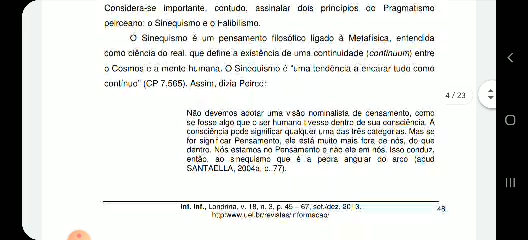 Considera-se importante, contudo, assinalar dois princípios do Pragmatismo
peirceano: o Sinequismo e o Falibilismo.
O Sinequismo é um pensamento filosófico ligado à Metafísica, entendida
como ciência do real, que define a existência de uma continuidade (continuum) entre
o Cosmos e a mente humana. O Sinequismo é "uma tendência a encarar tudo como
contínuo" (CP 7.565). Assim, dizia Peirce:
4 / 23
Não devemos adotar uma visão nominalista de pensamento, como
se fosse algo que o ser humano tivesse dentro de sua consciência. A
consciência pode significar qualquer uma das três categorias. Mas se
for significar Pensamento, ele está muito mais fora de nós, do que
dentro. Nós estamos no Pensamento e não ele em nós. Isso conduz,
então, ao sinequismo que é a pedra angular do arco (apud
SANTAELLA, 2004a, p. 77).
Inf. Inf., Londrina, v. 18, n. 3, p. 45 – 67, set./dez. 2013.
http:www.uel.br/revistas/informacao/
48